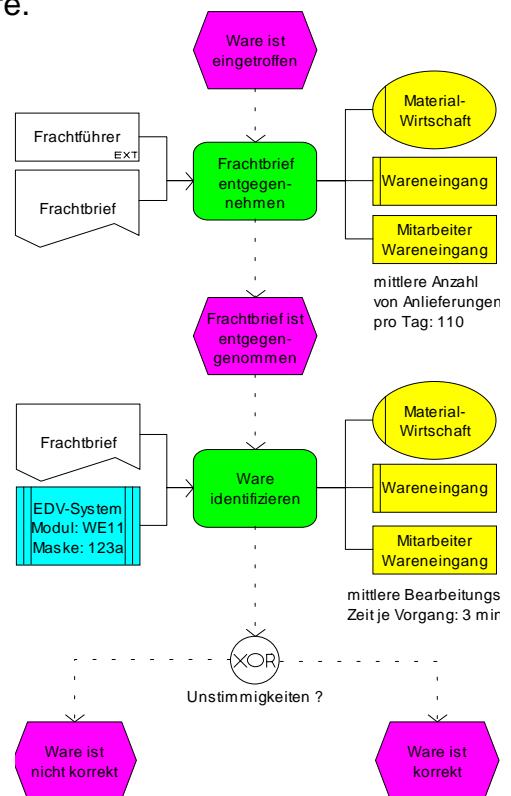 Ware ist
eingetroffen
Frachtführer
EXT
Frachtbrief
Frachtbrief
entgegen-
nehmen
Material-
Wirtschaft
Wareneingang
Mitarbeiter
Wareneingang
mittlere Anzahl
von Anlieferungen
pro Tag: 110
Frachtbrief ist
entgegen-
genommen
Frachtbrief
EDV-System
Modul: WE11
Maske: 123a
Ware
identifizieren
Material-
Wirtschaft
Wareneingang
Mitarbeiter
Wareneingang
mittlere Bearbeitungs
Zeit je Vorgang: 3 min
XOR
Unstimmigkeiten ?
Ware ist
nicht korrekt
Ware ist
korrekt